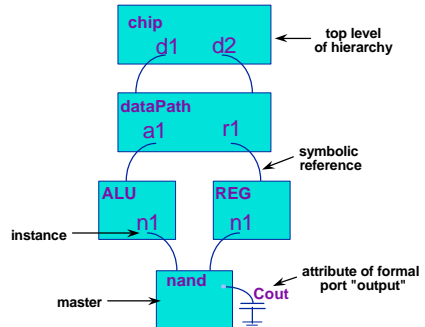 chip
d1 d2
top level
of hierarchy
dataPath
a1 r1
symbolic
reference
ALU
n1
REG
n1
instance
nand
master
Cout
attribute of formal
port "output"